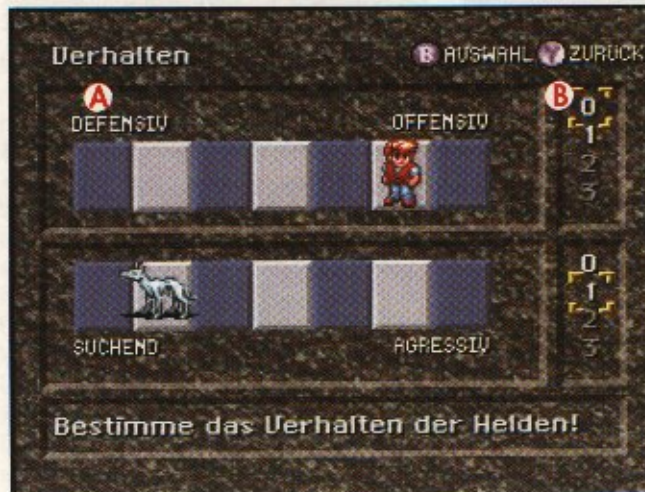 Verhalten
B AUSWAHL Y ZURÜCK
A
B
DEFENSIV
OFFENSIV
0
1
2
3
SUCHEND
AGRESSIV
0
1
2
3
Bestimme das Verhalten der Helden!